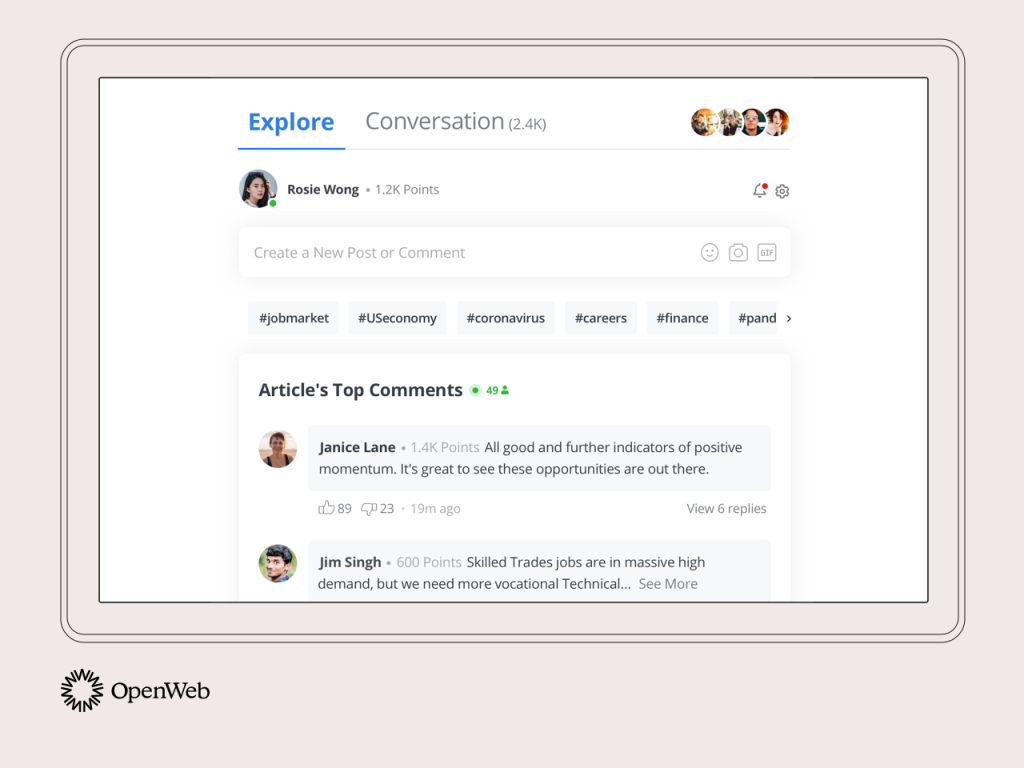 Explore Conversation (2.4K)
Rosie Wong • 1.2K Points
Create a New Post or Comment GIF
#jobmarket #USeconomy #coronavirus #careers #finance #pand
Article's Top Comments 49
Janice Lane • 1.4K Points All good and further indicators of positive
momentum. It's great to see these opportunities are out there.
89 23 • 19m ago View 6 replies
Jim Singh • 600 Points Skilled Trades jobs are in massive high
demand, but we need more vocational Technical... See More
OpenWeb